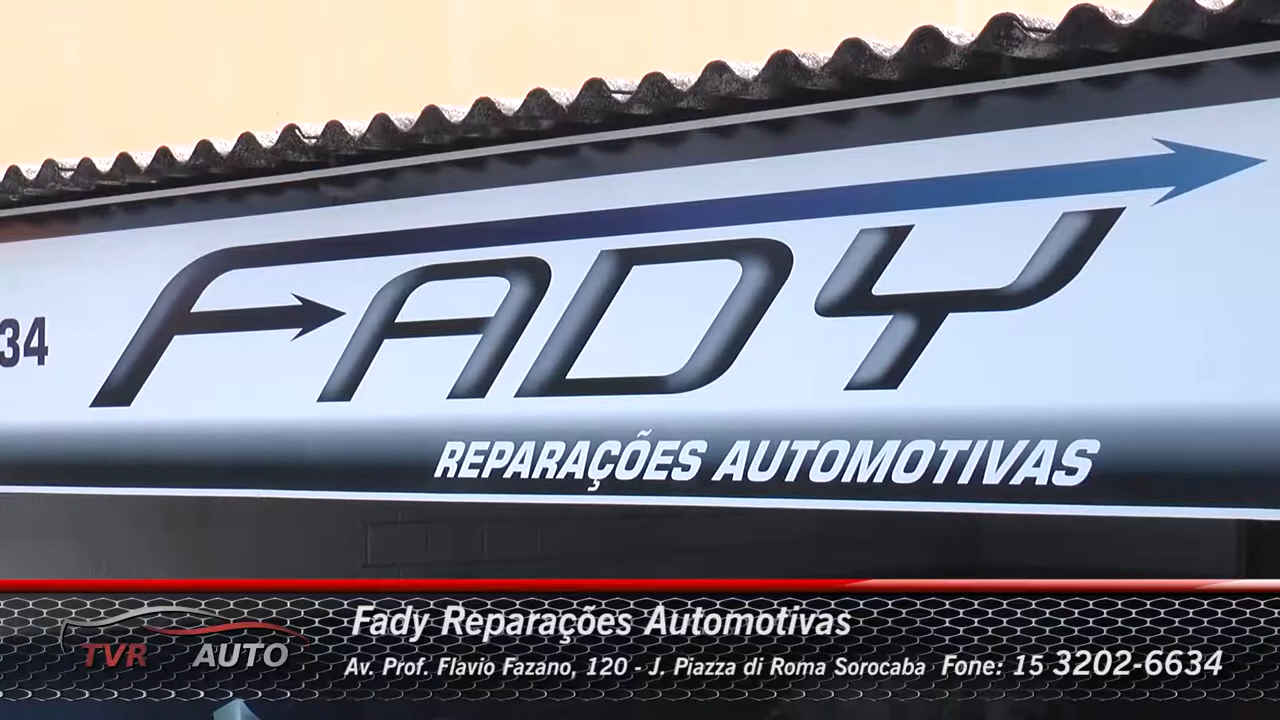 FADY
34
REPARAÇÕES AUTOMOTIVAS
Fady Reparações Automotivas
TVR AUTO
Av. Prof. Flavio Fazano, 120 - J. Piazza di Roma Sorocaba Fone: 15 3202-6634